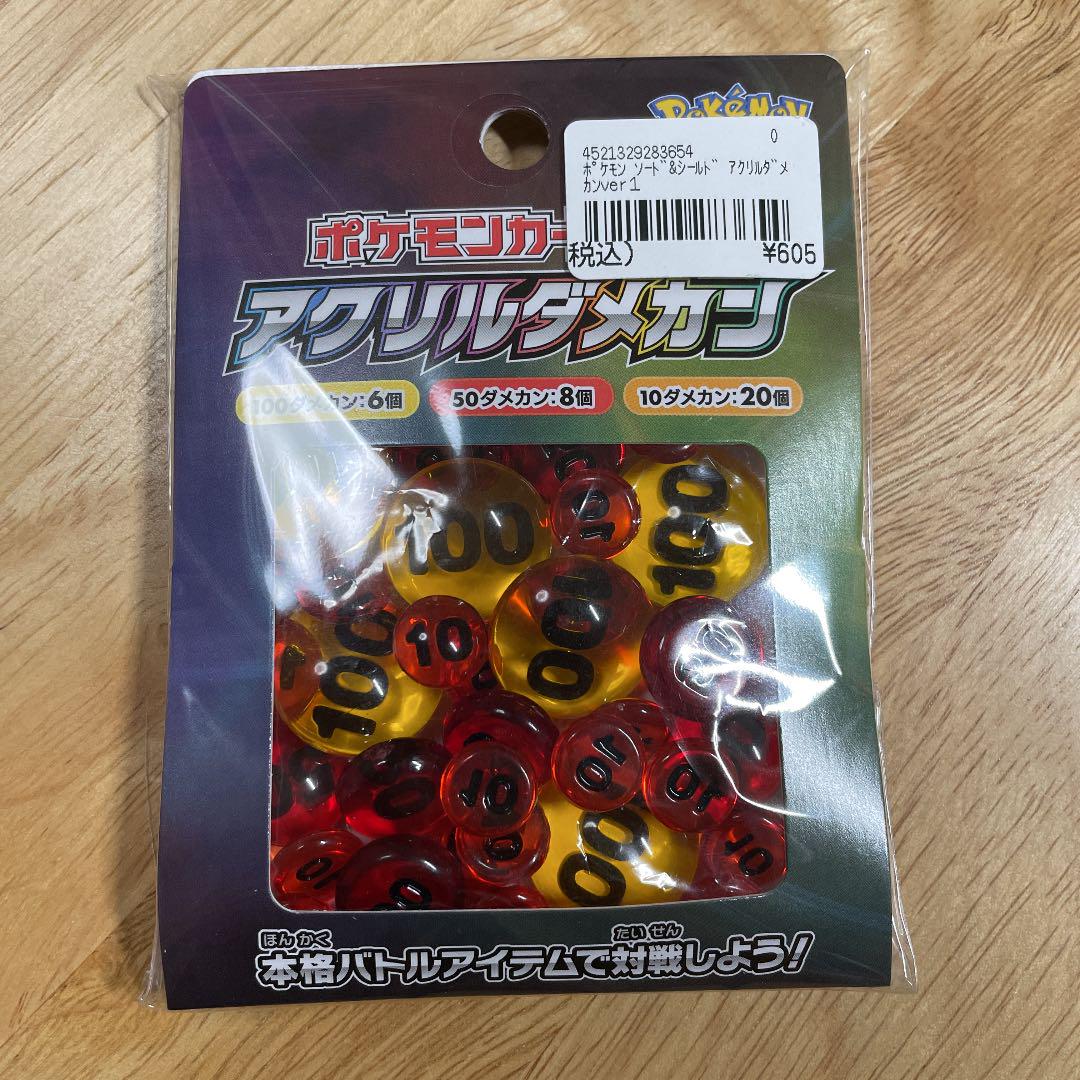 Pokémon
0
4521329283654
ﾎﾟｹﾓﾝ ｿｰﾄﾞ&ｼｰﾙﾄﾞ ｱｸﾘﾙﾀﾞﾒ
ｶﾝver1
税込)
¥605
ポケモンカー
アクリルダメカン
100ダメカン:6個
50ダメカン:8個
10ダメカン:20個
100
10
100
100
10
100
10
10
10
10
10
ほんかく たいせん
本格バトルアイテムで対戦しよう!